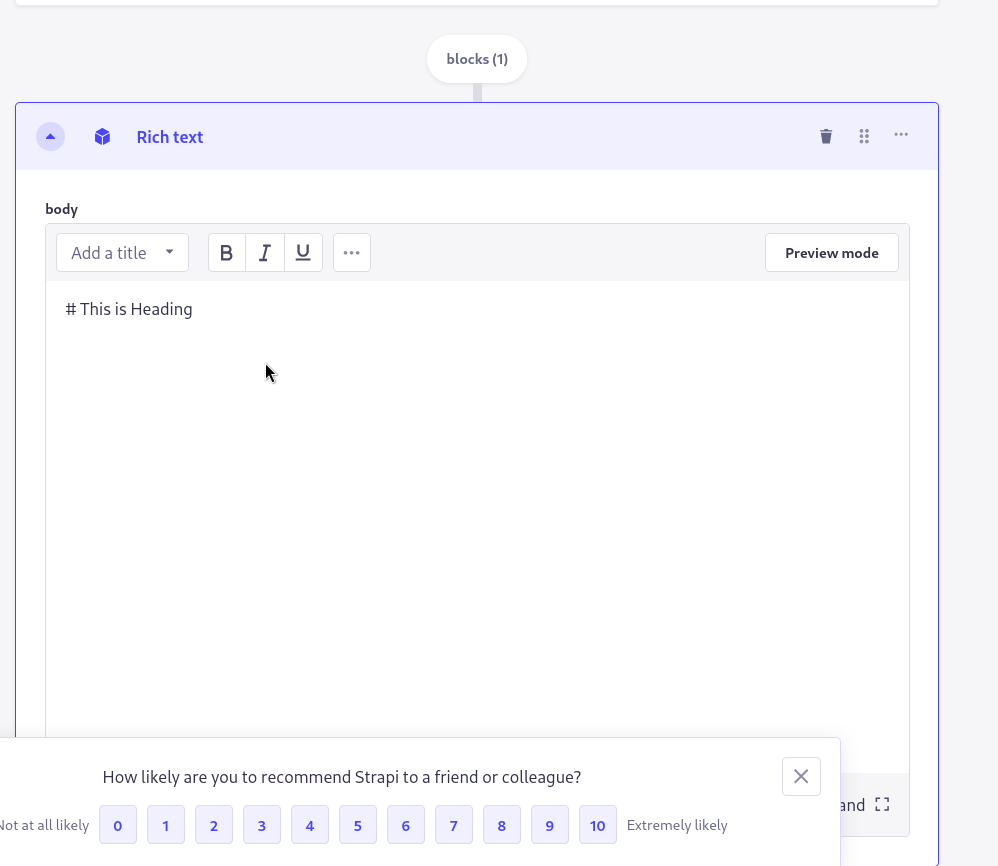 blocks (1)
Rich text
body
Add a title B I U Preview mode
# This is Heading
How likely are you to recommend Strapi to a friend or colleague?
and
Not at all likely 0 1 2 3 4 5 6 7 8 9 10 Extremely likely